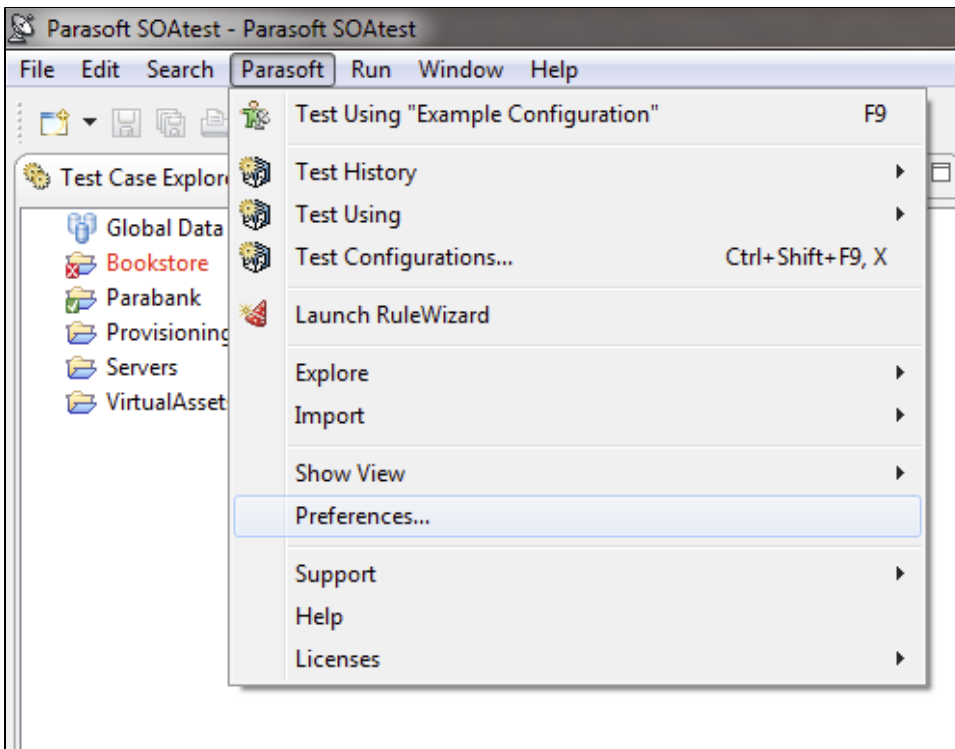 Parasoft SOAtest - Parasoft SOAtest
File Edit Search Parasoft Run Window Help
Test Using "Example Configuration" F9
Test Case Explor
Test History
Test Using
Test Configurations... Ctrl+Shift+F9, X
Global Data
Bookstore
Parabank
Provisioning
Servers
VirtualAsset
Launch RuleWizard
Explore
Import
Show View
Preferences...
Support
Help
Licenses